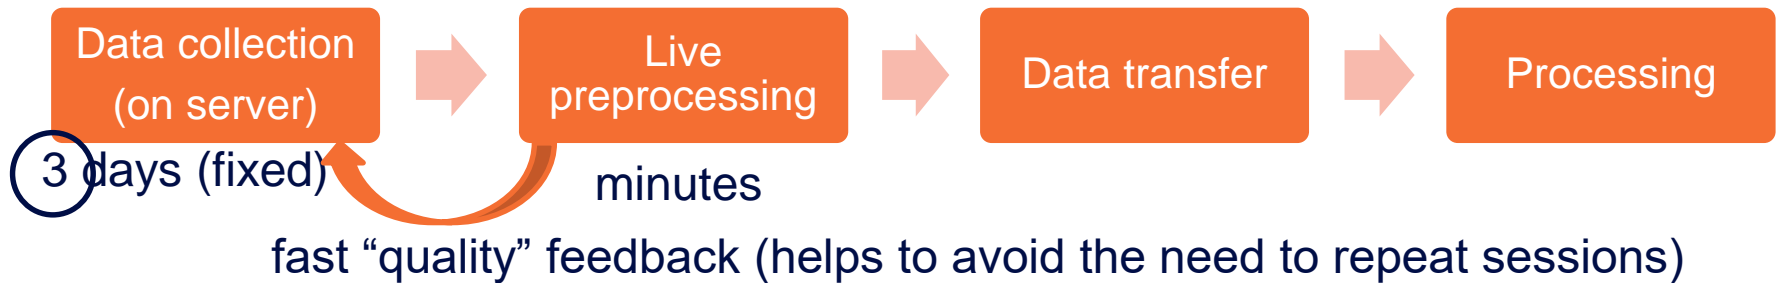 Data collection
(on server)
Live
preprocessing
Data transfer
Processing
3 days (fixed)
minutes
fast “quality” feedback (helps to avoid the need to repeat sessions)